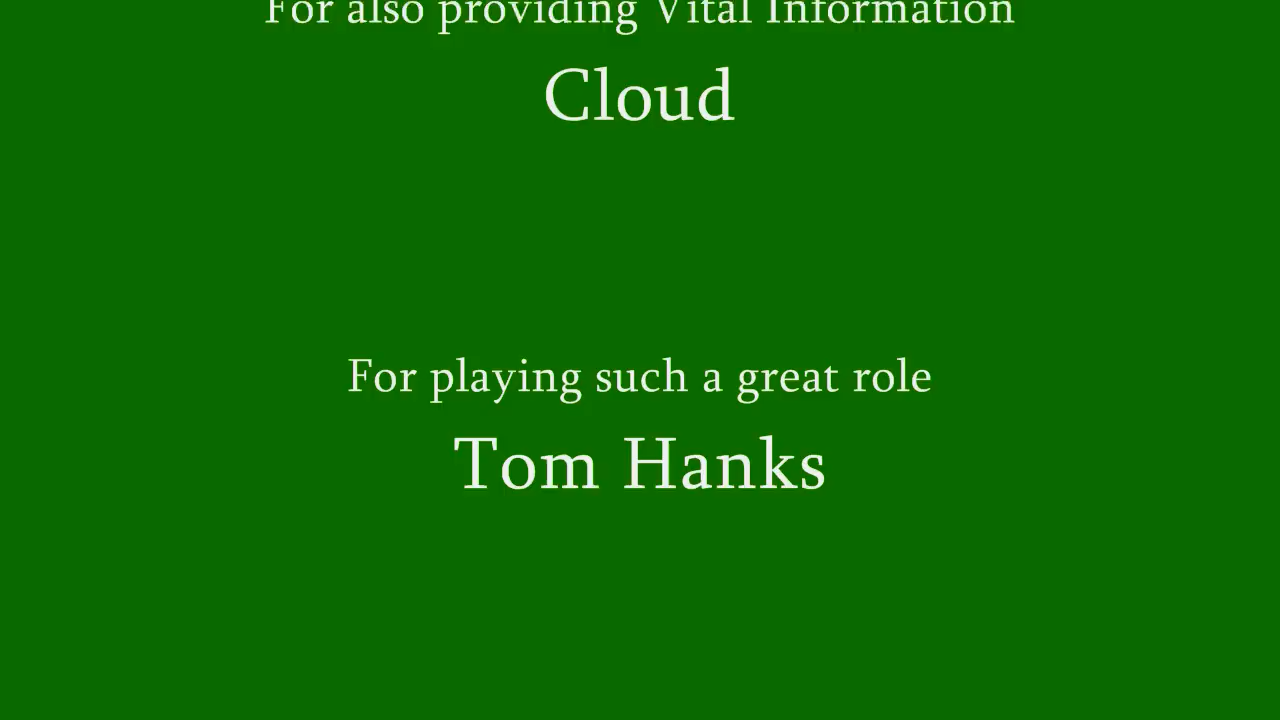 For also providing Vital Information
Cloud
For playing such a great role
Tom Hanks